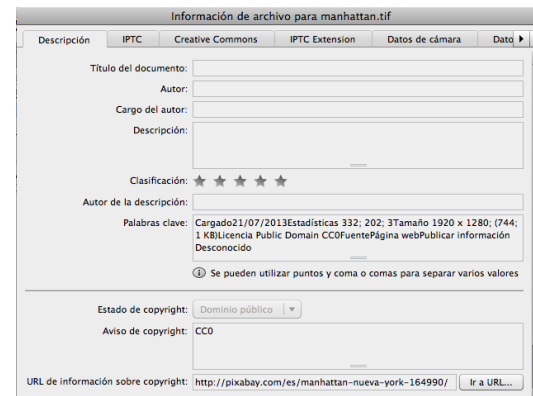 Información de archivo para manhattan.tif
Descripción IPTC Creative Commons IPTC Extension Datos de cámara Dato
Título del documento:
Autor:
Cargo del autor:
Descripción:
Clasificación:
Autor de la descripción:
Palabras clave: Cargado21/07/2013Estadísticas 332; 202; 3Tamaño 1920 x 1280; (744;
1 KB)Licencia Public Domain CC0FuentePágina webPublicar información
Desconocido
Se pueden utilizar puntos y coma o comas para separar varios valores
Estado de copyright: Dominio público
Aviso de copyright: CC0
URL de información sobre copyright: http://pixabay.com/es/manhattan-nueva-york-164990/ Ir a URL...